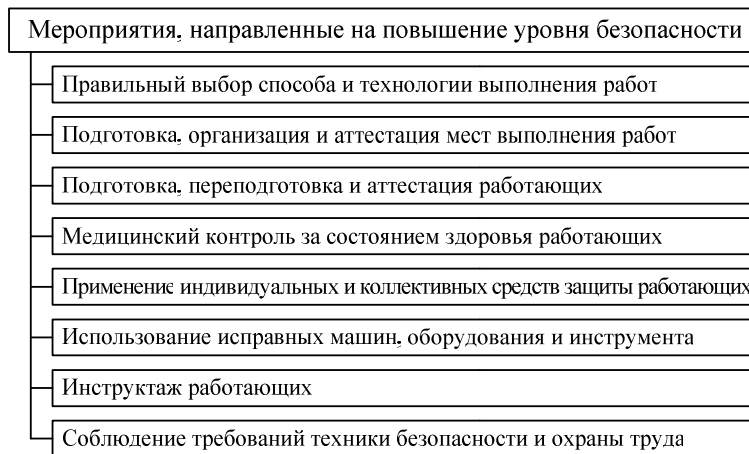 Мероприятия, направленные на повышение уровня безопасности
Правильный выбор способа и технологии выполнения работ
Подготовка, организация и аттестация мест выполнения работ
Подготовка, переподготовка и аттестация работающих
Медицинский контроль за состоянием здоровья работающих
Применение индивидуальных и коллективных средств защиты работающих
Использование исправных машин, оборудования и инструмента
Инструктаж работающих
Соблюдение требований техники безопасности и охраны труда